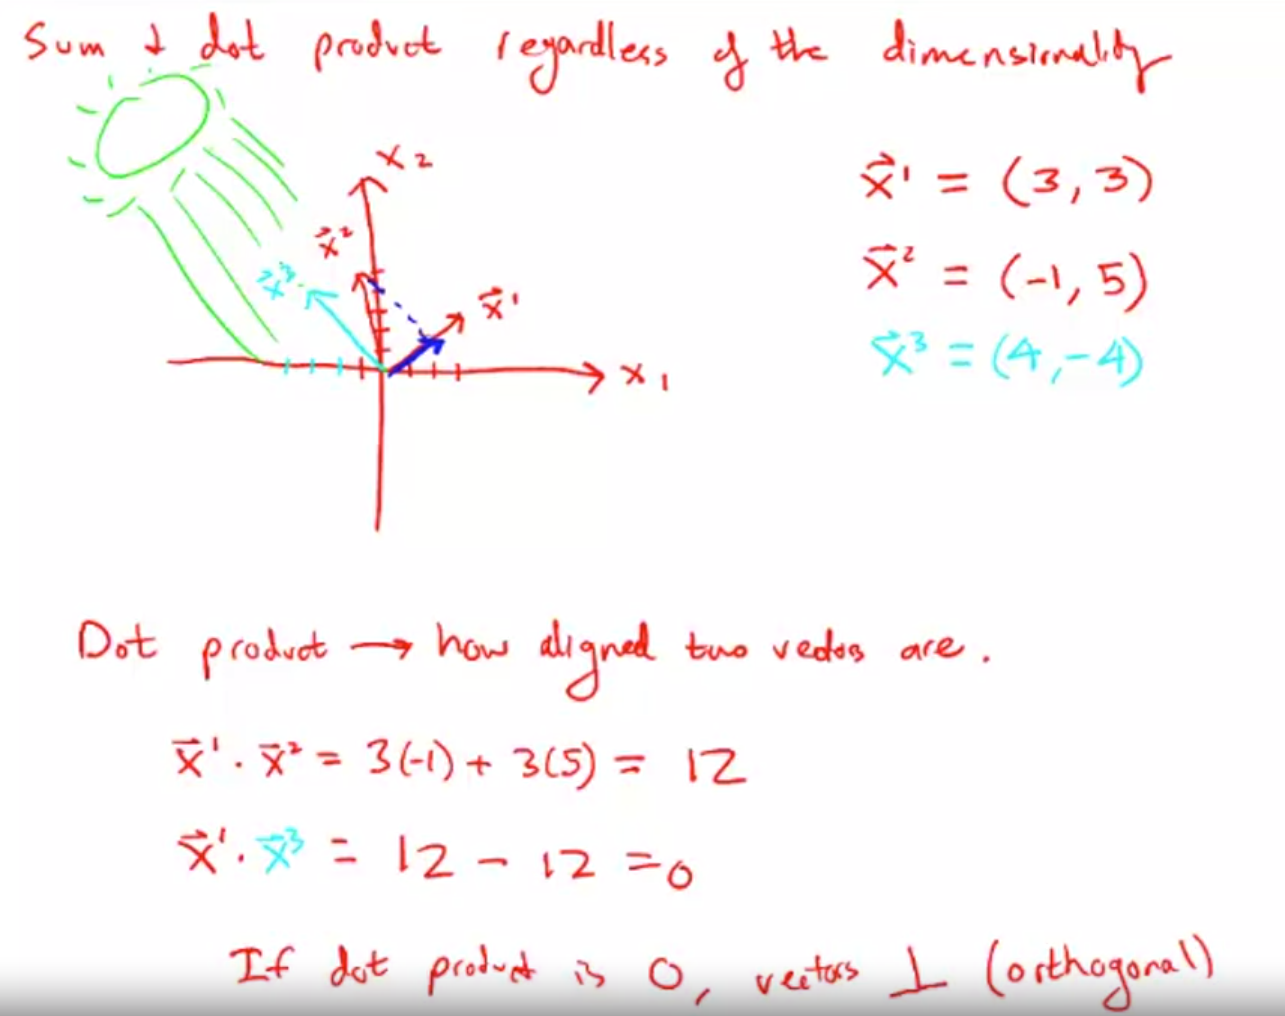 Sum & dot product regardless of the dimensionality
x₂
x⃗¹ = (3, 3)
x⃗²
x⃗² = (-1, 5)
x⃗³
x⃗¹
x⃗³ = (4, -4)
x₁
Dot product → how aligned two vectors are.
x⃗¹ · x⃗² = 3(-1) + 3(5) = 12
x⃗¹ · x⃗³ = 12 - 12 = 0
If dot product is 0, vectors ⊥ (orthogonal)